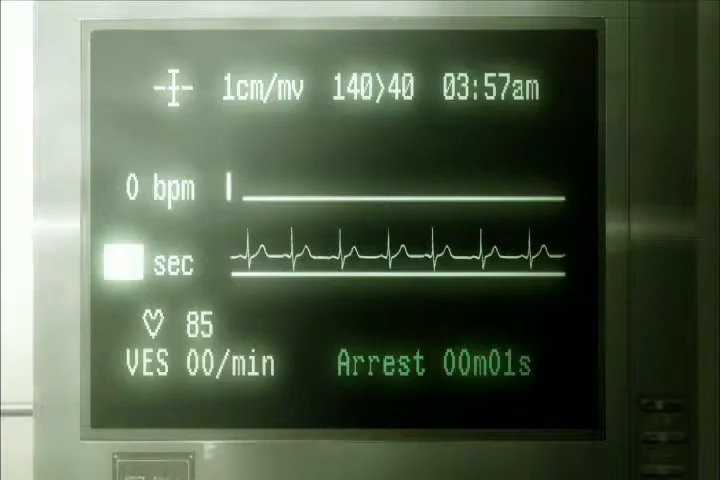 1cm/mv 140>40 03:57am
0 bpm
sec
85
VES 00/min Arrest 00m01s